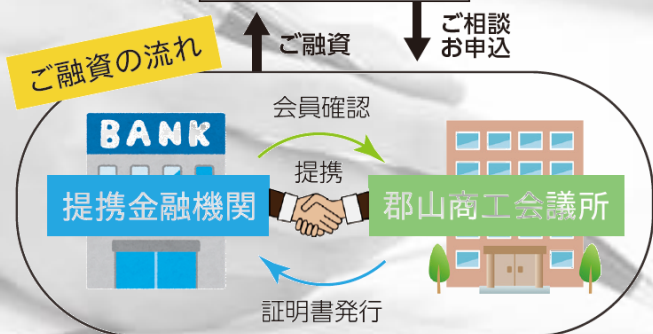 ご融資
ご相談
お申込
ご融資の流れ
会員確認
BANK
提携
提携金融機関
郡山商工会議所
証明書発行